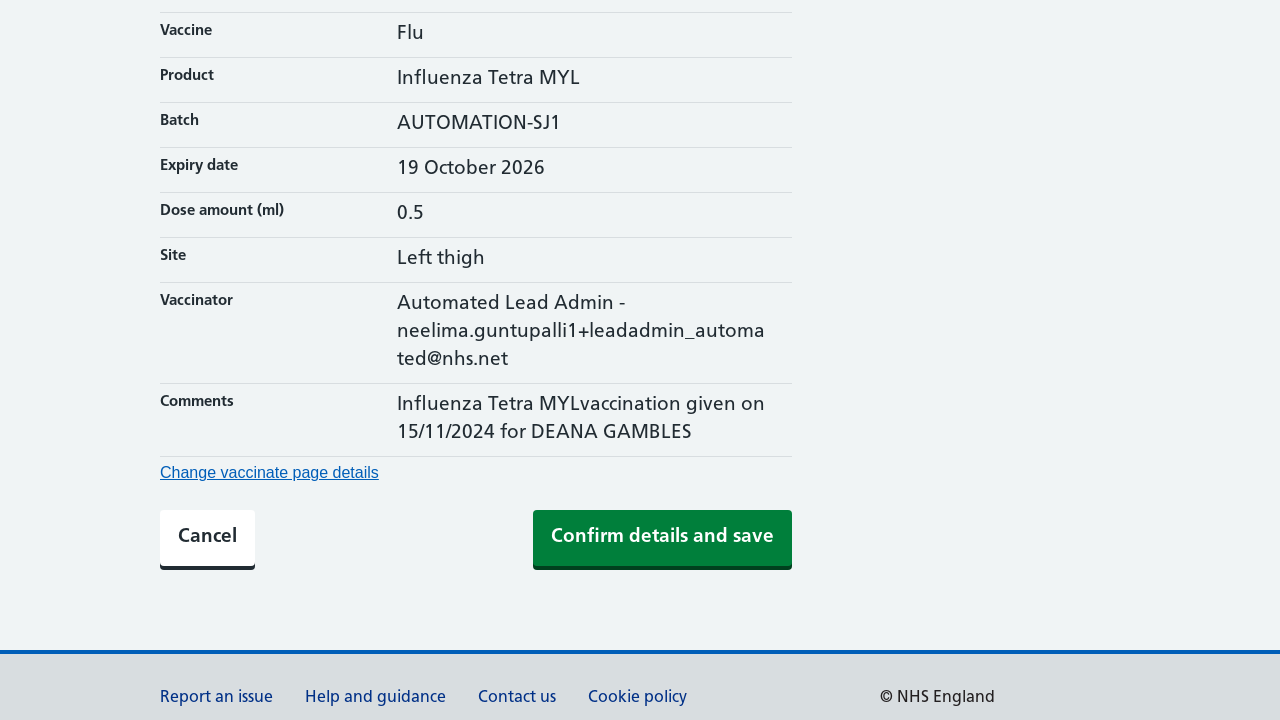 Vaccine
Flu
Product
Influenza Tetra MYL
Batch
AUTOMATION-SJ1
Expiry date
19 October 2026
Dose amount (ml)
0.5
Site
Left thigh
Vaccinator
Automated Lead Admin -
neelima.guntupalli1+leadadmin_automa
ted@nhs.net
Comments
Influenza Tetra MYLvaccination given on
15/11/2024 for DEANA GAMBLES
Change vaccinate page details
Cancel
Confirm details and save
Report an issue
Help and guidance
Contact us
Cookie policy
© NHS England